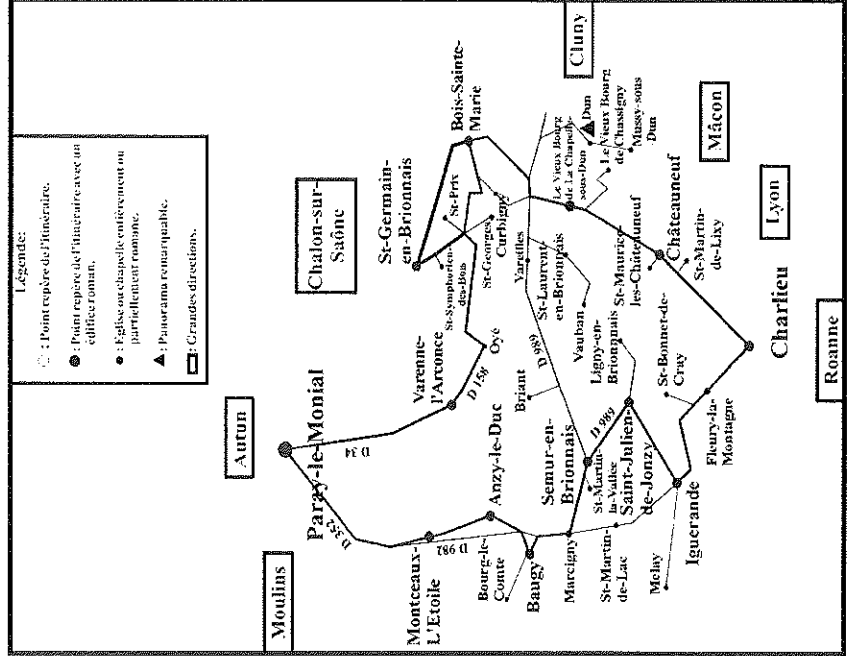 Légende:
: Point repère de l'itinéraire.
: Point repère de l'itinéraire avec un
édifice roman.
: Eglise ou chapelle entièrement ou
partiellement romane.
: Panorama remarquable.
: Grandes directions.
Moulins
Autun
Chalon-sur-
Saône
Cluny
Mâcon
Lyon
Roanne
Paray-le-Monial
D 352
D 34
Montceaux-
L'Etoile
D 982
Bourg-le-
Comte
Anzy-le-Duc
Baugy
Marcigny
St-Martin-
de-Lac
Melay
Varenne-
l'Arconce
D 158
Oyé
St-Germain-
en-Brionnais
St-Symphorien-
des-Bois
St-Prix
Bois-Sainte-
Marie
St-Georges
Curbigny
Vareilles
D 989
Briant
St-Laurent-
en-Brionnais
Vauban
Semur-en-
Brionnais
St-Martin-
la-Vallée
D 989
Saint-Julien-
de-Jonzy
Ligny-en-
Brionnais
Iguerande
St-Bonnet-de-
Cray
Fleury-la-
Montagne
Charlieu
St-Maurice-
les-Châteauneuf
Châteauneuf
St-Martin-
de-Lixy
Le Vieux Bourg
de La Chapelle-
sous-Dun
Dun
Le Vieux Bourg
de Chassigny
Mussy-sous
Dun